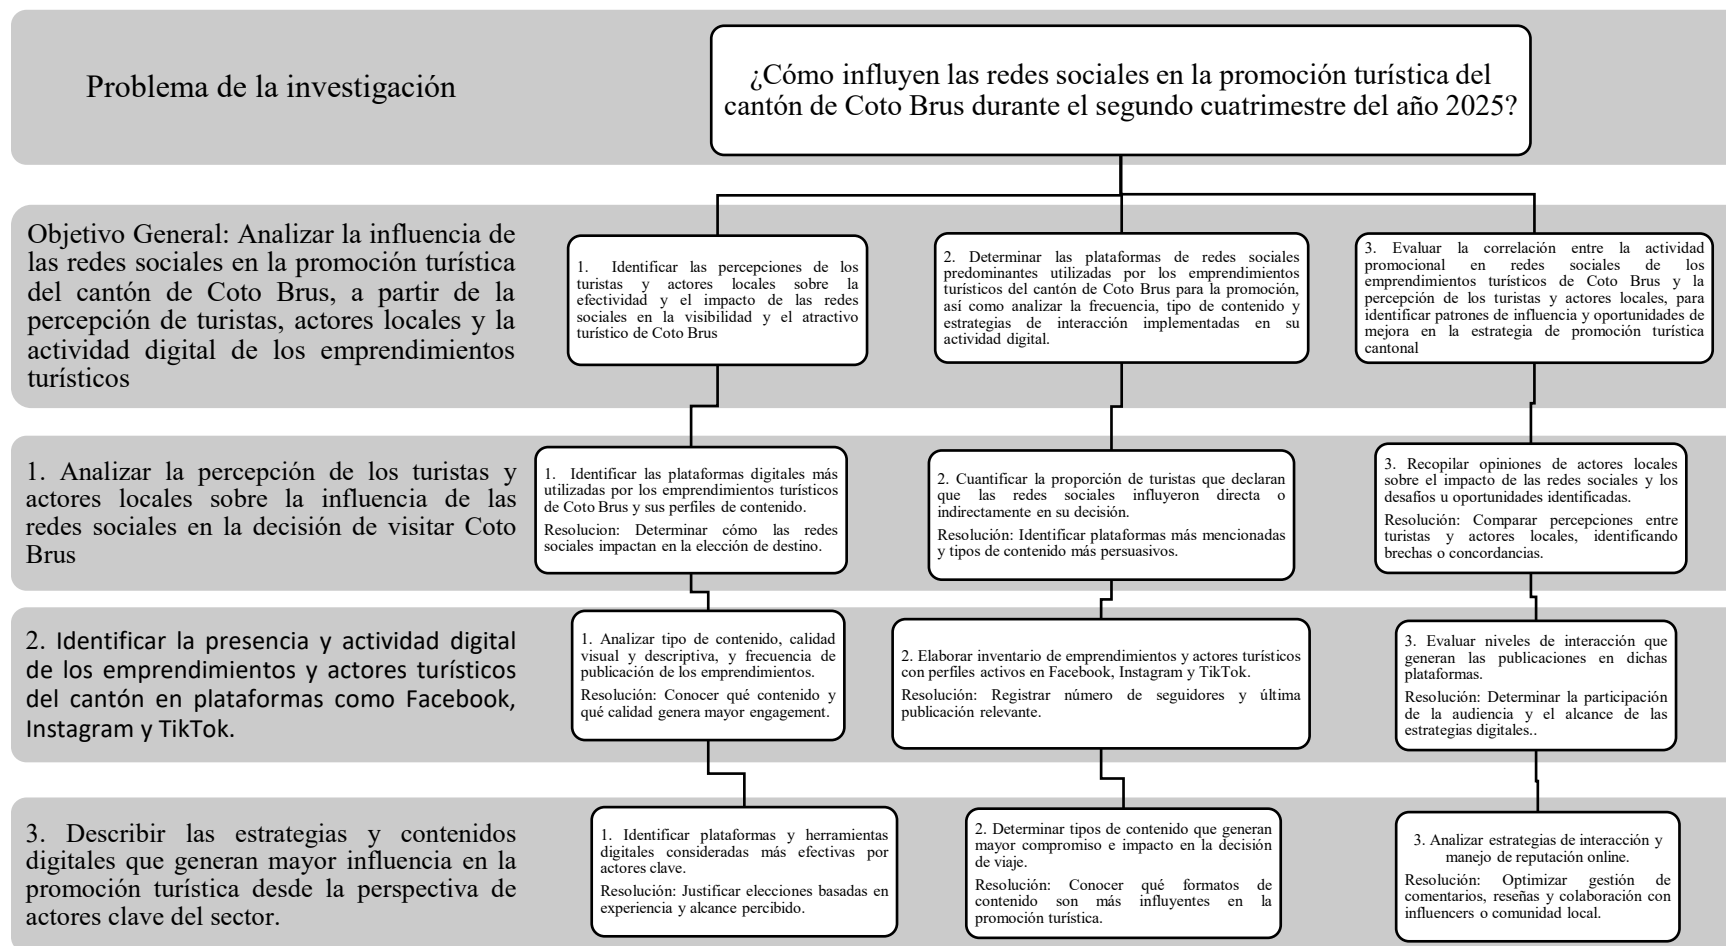 Problema de la investigación
¿Cómo influyen las redes sociales en la promoción turística del
cantón de Coto Brus durante el segundo cuatrimestre del año 2025?
Objetivo General: Analizar la influencia de
las redes sociales en la promoción turística
del cantón de Coto Brus, a partir de la
percepción de turistas, actores locales y la
actividad digital de los emprendimientos
turísticos
1. Identificar las percepciones de los
turistas y actores locales sobre la
efectividad y el impacto de las redes
sociales en la visibilidad y el atractivo
turístico de Coto Brus
2. Determinar las plataformas de redes sociales
predominantes utilizadas por los emprendimientos
turísticos del cantón de Coto Brus para la promoción,
así como analizar la frecuencia, tipo de contenido y
estrategias de interacción implementadas en su
actividad digital.
3. Evaluar la correlación entre la actividad
promocional en redes sociales de los
emprendimientos turísticos de Coto Brus y la
percepción de los turistas y actores locales, para
identificar patrones de influencia y oportunidades de
mejora en la estrategia de promoción turística
cantonal
1. Analizar la percepción de los turistas y
actores locales sobre la influencia de las
redes sociales en la decisión de visitar Coto
Brus
1. Identificar las plataformas digitales más
utilizadas por los emprendimientos turísticos
de Coto Brus y sus perfiles de contenido.
Resolucion: Determinar cómo las redes
sociales impactan en la elección de destino.
2. Cuantificar la proporción de turistas que declaran
que las redes sociales influyeron directa o
indirectamente en su decisión.
Resolución: Identificar plataformas más mencionadas
y tipos de contenido más persuasivos.
3. Recopilar opiniones de actores locales
sobre el impacto de las redes sociales y los
desafíos u oportunidades identificadas.
Resolución: Comparar percepciones entre
turistas y actores locales, identificando
brechas o concordancias.
2. Identificar la presencia y actividad digital
de los emprendimientos y actores turísticos
del cantón en plataformas como Facebook,
Instagram y TikTok.
1. Analizar tipo de contenido, calidad
visual y descriptiva, y frecuencia de
publicación de los emprendimientos.
Resolución: Conocer qué contenido y
qué calidad genera mayor engagement.
2. Elaborar inventario de emprendimientos y actores turísticos
con perfiles activos en Facebook, Instagram y TikTok.
Resolución: Registrar número de seguidores y última
publicación relevante.
3. Evaluar niveles de interacción que
generan las publicaciones en dichas
plataformas.
Resolución: Determinar la participación
de la audiencia y el alcance de las
estrategias digitales..
3. Describir las estrategias y contenidos
digitales que generan mayor influencia en la
promoción turística desde la perspectiva de
actores clave del sector.
1. Identificar plataformas y herramientas
digitales consideradas más efectivas por
actores clave.
Resolución: Justificar elecciones basadas en
experiencia y alcance percibido.
2. Determinar tipos de contenido que generan
mayor compromiso e impacto en la decisión
de viaje.
Resolución: Conocer qué formatos de
contenido son más influyentes en la
promoción turística.
3. Analizar estrategias de interacción y
manejo de reputación online.
Resolución: Optimizar gestión de
comentarios, reseñas y colaboración con
influencers o comunidad local.